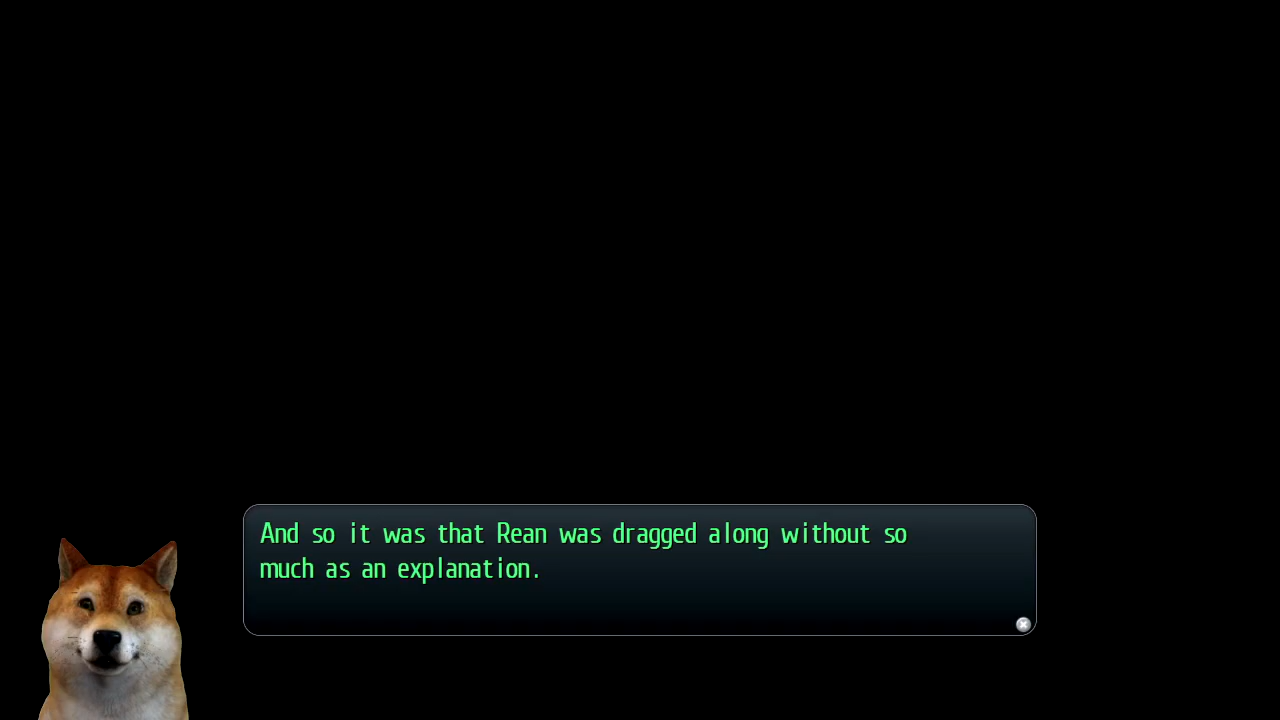 And so it was that Rean was dragged along without so
much as an explanation.